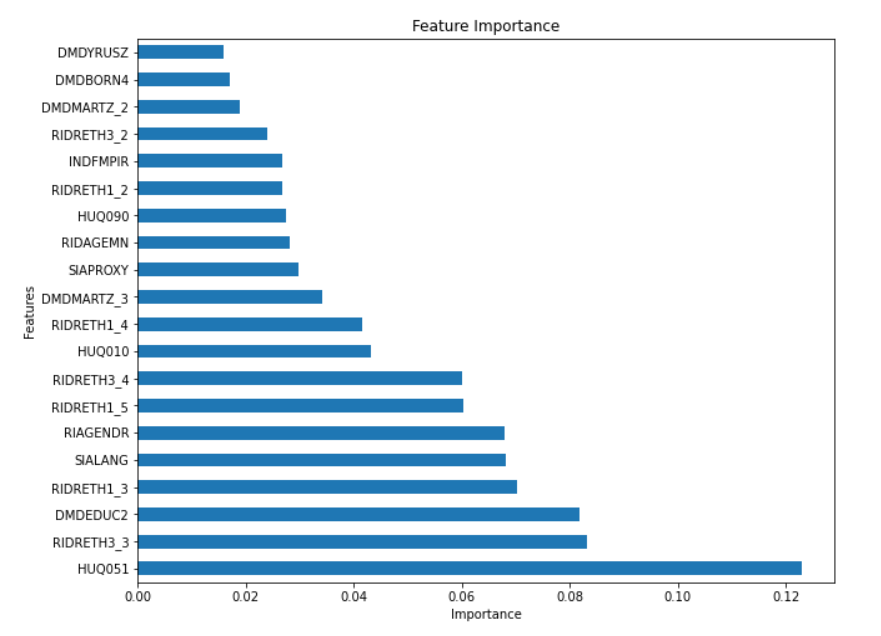 Feature Importance
DMDYRUSZ
DMDBORN4
DMDMARTZ_2
RIDRETH3_2
INDFMPIR
RIDRETH1_2
HUQ090
RIDAGEMN
SIAPROXY
DMDMARTZ_3
RIDRETH1_4
HUQ010
RIDRETH3_4
RIDRETH1_5
RIAGENDR
SIALANG
RIDRETH1_3
DMDEDUC2
RIDRETH3_3
HUQ051
Features
0.00 0.02 0.04 0.06 0.08 0.10 0.12
Importance